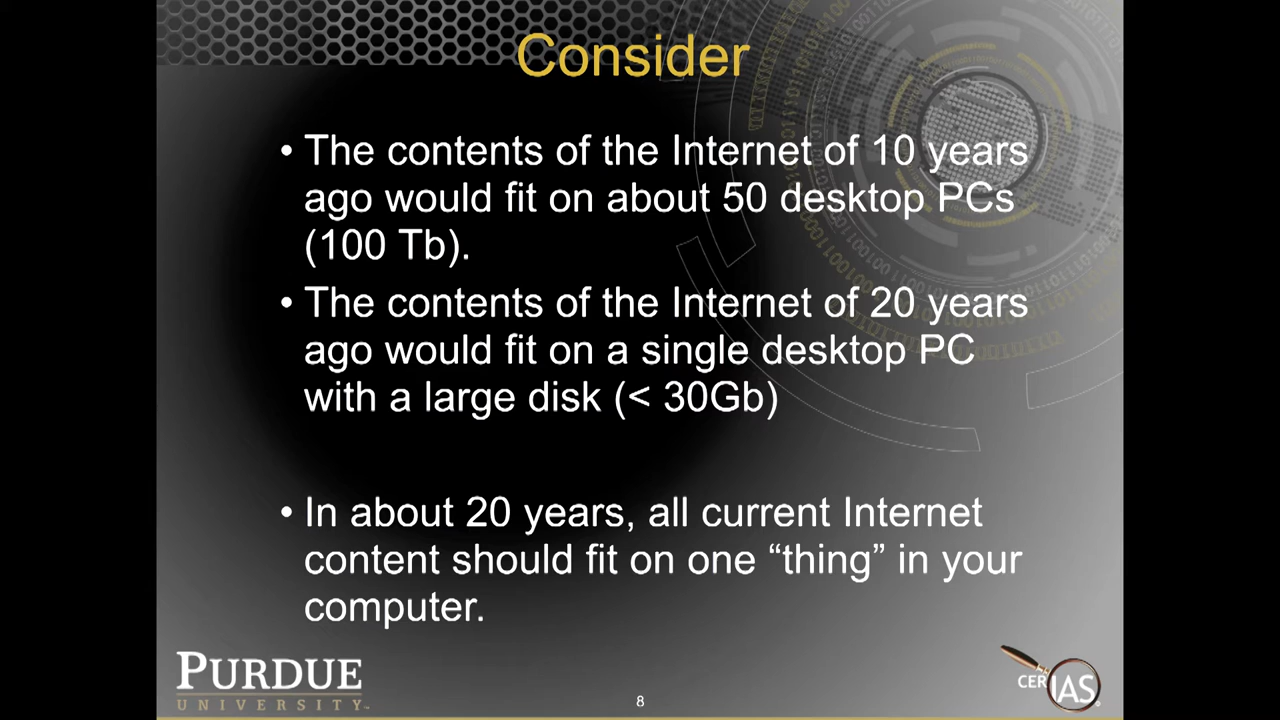 Consider
• The contents of the Internet of 10 years
ago would fit on about 50 desktop PCs
(100 Tb).
• The contents of the Internet of 20 years
ago would fit on a single desktop PC
with a large disk (< 30Gb)
• In about 20 years, all current Internet
content should fit on one “thing” in your
computer.
PURDUE
UNIVERSITY
8
CERIAS